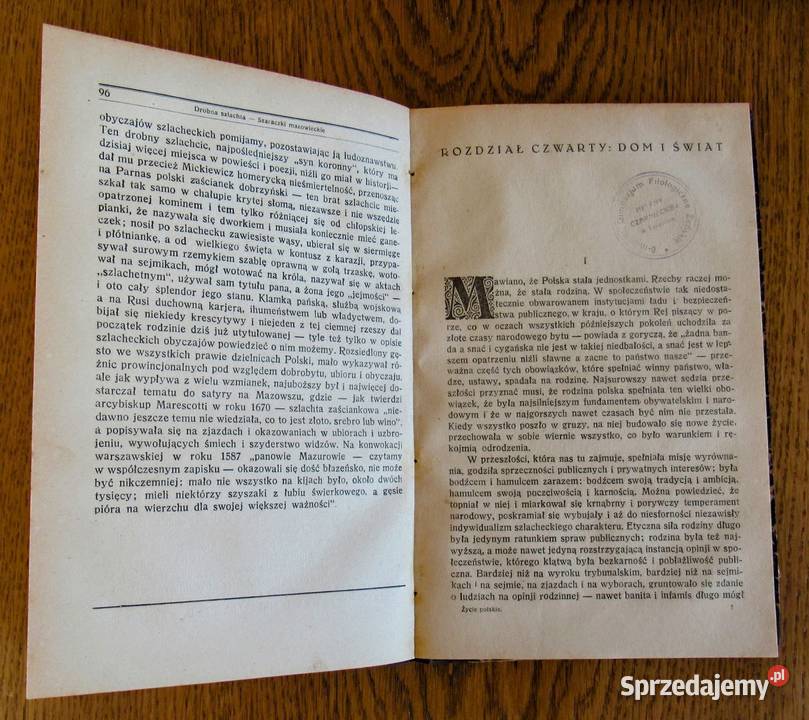 96
Drobna szlachta — Szaraczki mazowieckie
obyczajów szlacheckich pomijamy, pozostawiając ją ludoznawstwu.
Ten drobny szlachcic, najpośledniejszy „syn koronny", który ma
dzisiaj więcej miejsca w powieści i poezji, niźli go miał w historji—
dał mu przecież Mickiewicz homerycką nieśmiertelność, przenosząc
na Parnas polski zaścianek dobrzyński — ten brat szlachcic mie-
szkał tak samo w chałupie krytej słomą, niezawsze i nie wszędzie
opatrzonej kominem i tem tylko różniącej się od chłopskiej le-
pianki, że nazywała się dworkiem i musiała koniecznie mieć gane-
czek; nosił po szlachecku zawiesiste wąsy, ubierał się w siermięgę
i płótniankę, a od wielkiego święta w kontusz z karazji, przypa-
sywał surowym rzemykiem szablę oprawną w gołą trzaskę, woto-
wał na sejmikach, mógł wotować na króla, nazywał się w aktach
„szlachetnym", używał sam tytułu pana, a żona jego „jejmości" —
i oto cały splendor jego stanu. Klamką pańską, służbą wojskową
a na Rusi duchowną karjerą, ihumeństwem lub władyctwem, do-
bijał się niekiedy krescytywy i niejeden z tej ciemnej rzeszy dał
początek rodzinie dziś już utytułowanej — tyle też tylko w opisie
szlacheckich obyczajów powiedzieć o nim możemy. Rozsiedlony gę-
sto we wszystkich prawie dzielnicach Polski, mało wykazywał ró-
żnic prowincjonalnych pod względem dobrobytu, ubioru i obyczaju,
ale jak wypływa z wielu wzmianek, najuboższy był i najwięcej do-
starczał tematu do satyry na Mazowszu, gdzie — jak twierdzi
arcybiskup Marescotti w roku 1670 — szlachta zaściankowa „nie-
dawno jeszcze temu nie wiedziała, co to jest złoto, srebro lub wino",
a popisywała się na zjazdach i okazowaniach w ubiorach i uzbro-
jeniu, wywołujących śmiech i szyderstwo widzów. Na konwokacji
warszawskiej w roku 1587 „panowie Mazurowie — czytamy
w współczesnym zapisku — okazowali się dość błazeńsko, nie może
być nikczemniej: mało nie wszystko na kijach było, około dwóch
tysięcy; mieli niektórzy szyszaki z łubiu świerkowego, a gęsie
pióra na wierzchu dla swojej większej ważności".
ROZDZIAŁ CZWARTY: DOM I ŚWIAT
I
Mawiano, że Polska stała jednostkami. Rzecby raczej mo-
żna, że stała rodziną. W społeczeństwie tak niedosta-
tecznie obwarowanem instytucjami ładu i bezpieczeń-
stwa publicznego, w kraju, o którym Rej piszący w po-
rze, co w oczach wszystkich późniejszych pokoleń uchodziła za
złote czasy narodowego bytu — powiada z goryczą, że „żadna ban-
da a snać i cygańska nie jest w takiej niedbałości, a snać jest w lep-
szem opatrzeniu niźli sławne a zacne to państwo nasze" — prze-
ważna część tych obowiązków, które spełniać winny państwo, wła-
dze, ustawy, spadała na rodzinę. Najsurowszy nawet sędzia prze-
szłości przyznać musi, że rodzina polska spełniała ten wielki obo-
wiązek, że była najsilniejszym fundamentem obywatelskim i naro-
dowym i że w najgorszych nawet czasach być nim nie przestała.
Kiedy wszystko poszło w gruzy, na niej budowało się nowe życie,
przechowała w sobie wiernie wszystko, co było warunkiem i rę-
kojmią odrodzenia.
W przeszłości, która nas tu zajmuje, spełniała misję wyrówna-
nia, godziła sprzeczności publicznych i prywatnych interesów; była
bodźcem i hamulcem zarazem: bodźcem swoją tradycją i ambicją,
hamulcem swoją poczciwością i karnością. Można powiedzieć, że
topniał w niej i miarkował się krnąbrny i porywczy temperament
narodowy, poskramiał się wybujały i aż do niesforności niezawisły
indywidualizm szlacheckiego charakteru. Etyczna siła rodziny długo
była jedynym ratunkiem spraw publicznych; rodzina była też naj-
wyższą, a może nawet jedyną rozstrzygającą instancją opinji w spo-
łeczeństwie, którego klątwą była bezkarność i pobłażliwość publi-
czna. Bardziej niż na wyroku trybunalskim, bardziej niż na sejmi-
kach i na sejmie, na zjazdach i na wyborach, gruntowało się zdanie
o ludziach na opinji rodzinnej — nawet banita i infamis długo mógł
Życie polskie.
7
Sprzedajemy.pl